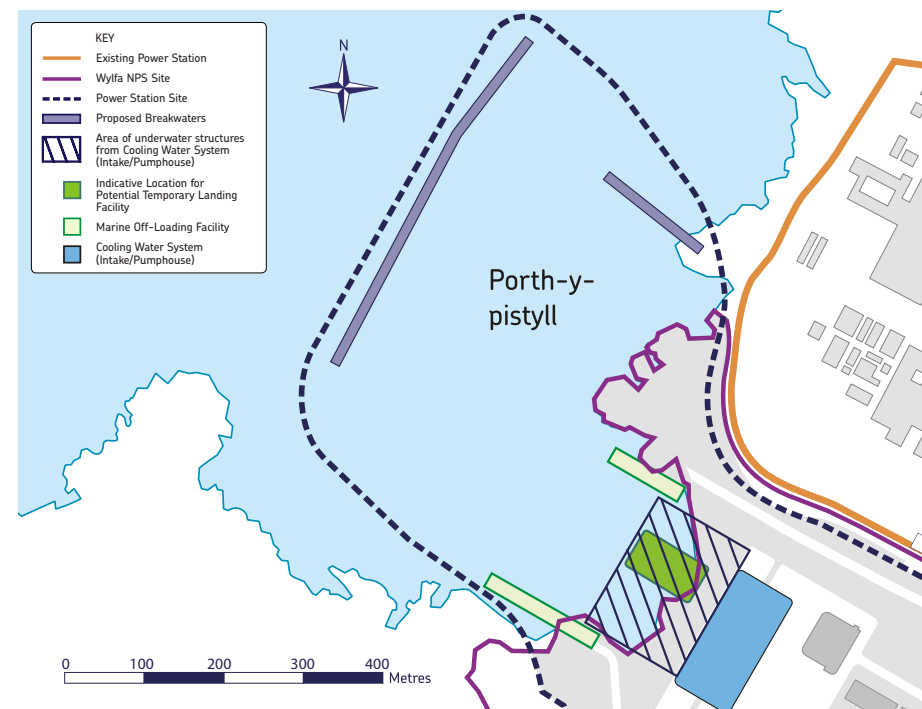 KEY
Existing Power Station
Wylfa NPS Site
Power Station Site
Proposed Breakwaters
Area of underwater structures
from Cooling Water System
(Intake/Pumphouse)
Indicative Location for
Potential Temporary Landing
Facility
Marine Off-Loading Facility
Cooling Water System
(Intake/Pumphouse)
N
Porth-y-
pistyll
0 100 200 300 400
Metres